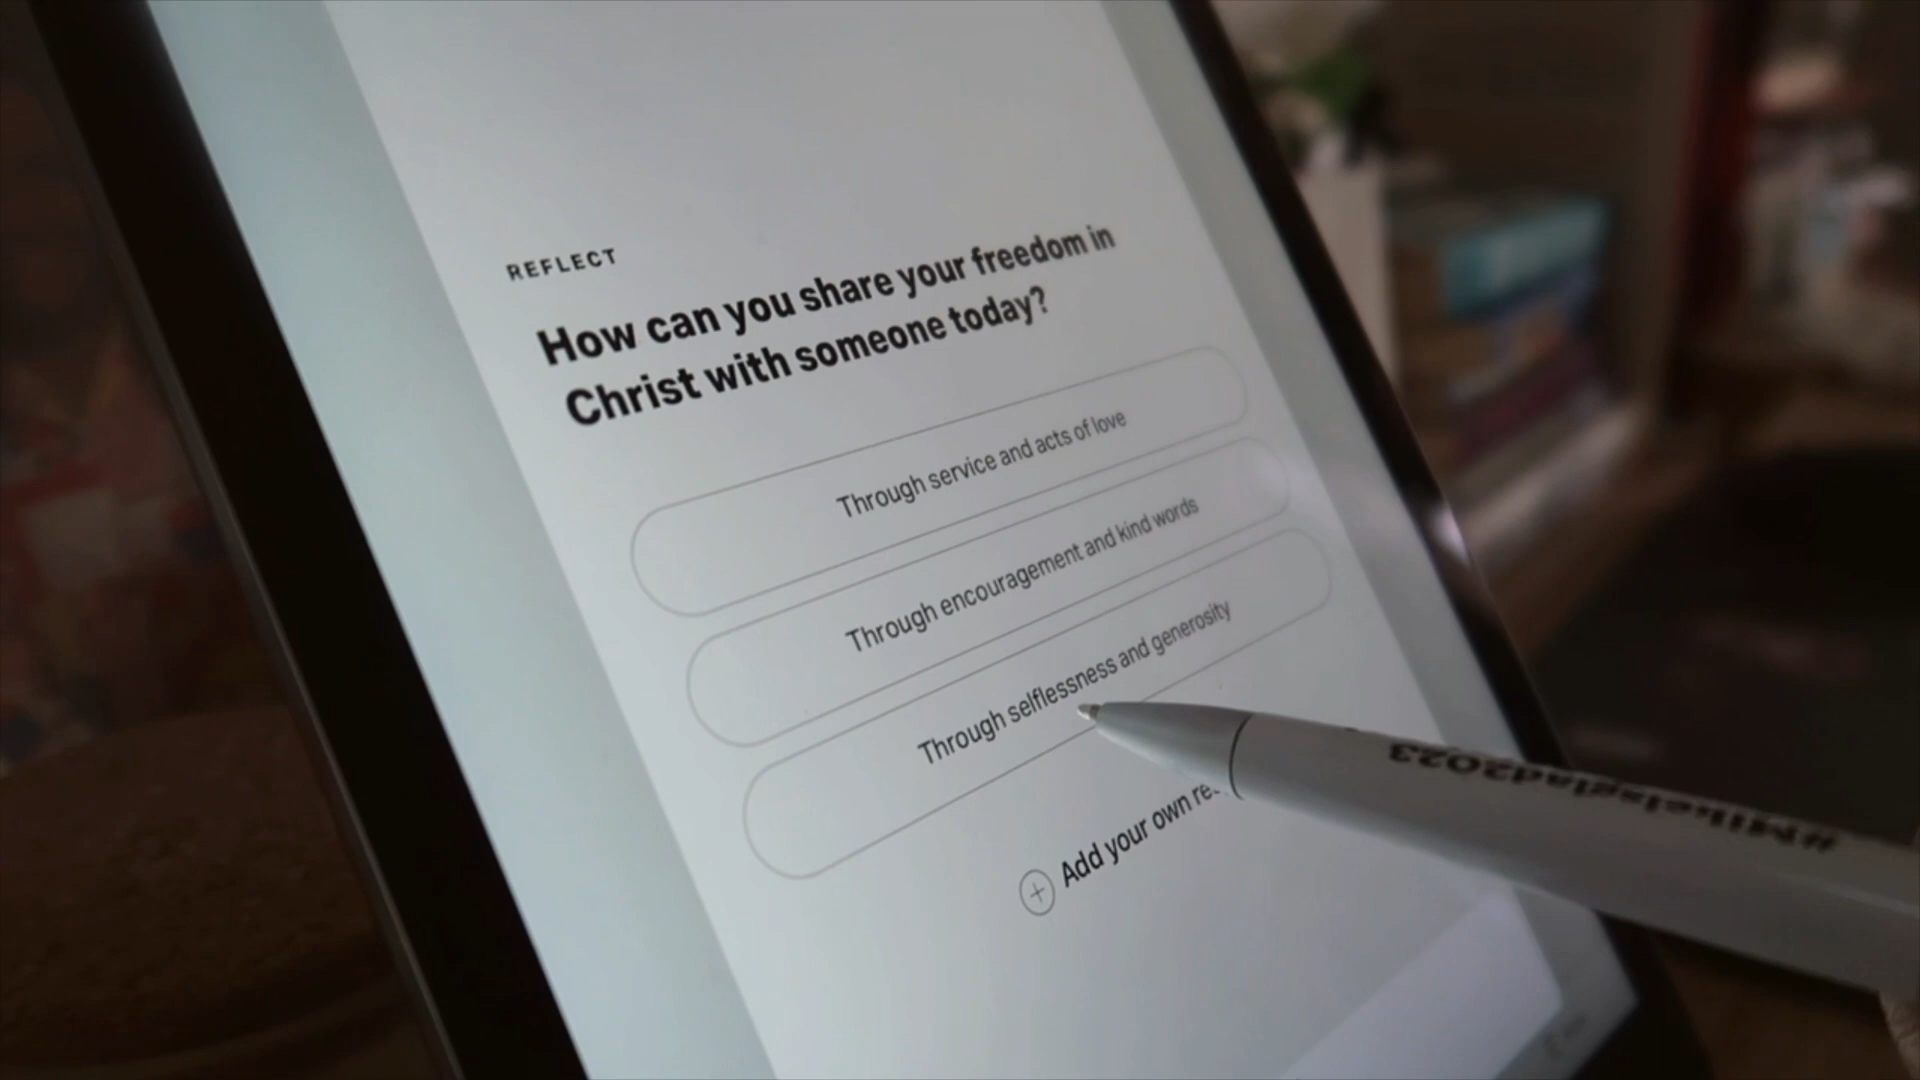 REFLECT
How can you share your freedom in
Christ with someone today?
Through service and acts of love
Through encouragement and kind words
Through selflessness and generosity
Add your own
#Mikeisglad2023